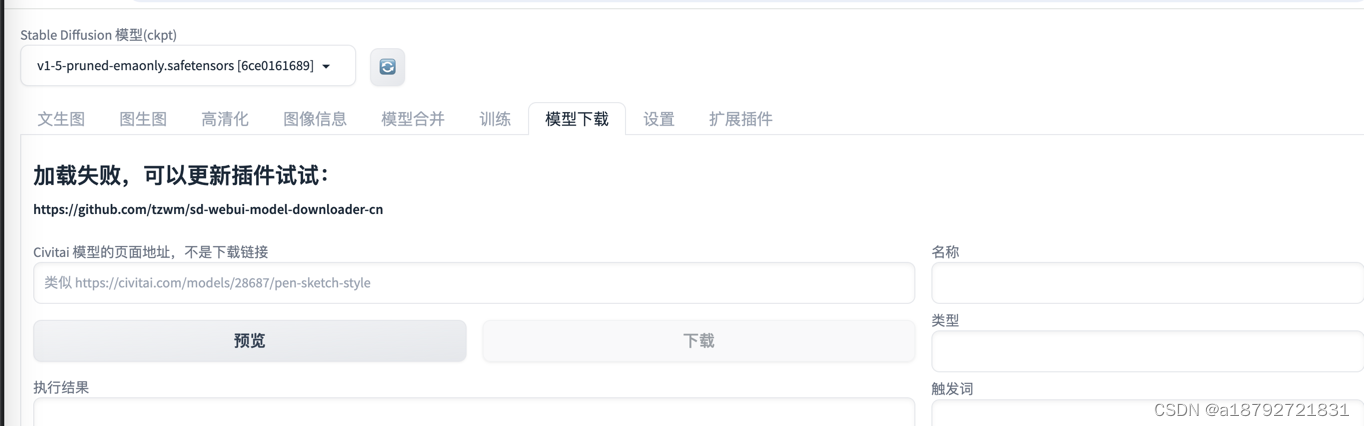 Stable Diffusion 模型(ckpt)
v1-5-pruned-emaonly.safetensors [6ce0161689]
文生图 图生图 高清化 图像信息 模型合并 训练 模型下载 设置 扩展插件
加载失败，可以更新插件试试：
https://github.com/tzwm/sd-webui-model-downloader-cn
Civitai 模型的页面地址，不是下载链接
类似 https://civitai.com/models/28687/pen-sketch-style
预览 下载
执行结果
名称
类型
触发词
CSDN @a18792721831